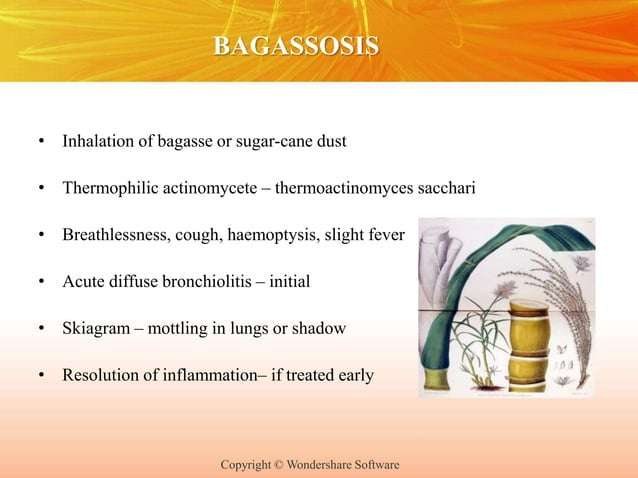 BAGASSOSIS
• Inhalation of bagasse or sugar-cane dust
• Thermophilic actinomycete – thermoactinomyces sacchari
• Breathlessness, cough, haemoptysis, slight fever
• Acute diffuse bronchiolitis – initial
• Skiagram – mottling in lungs or shadow
• Resolution of inflammation– if treated early
Copyright © Wondershare Software